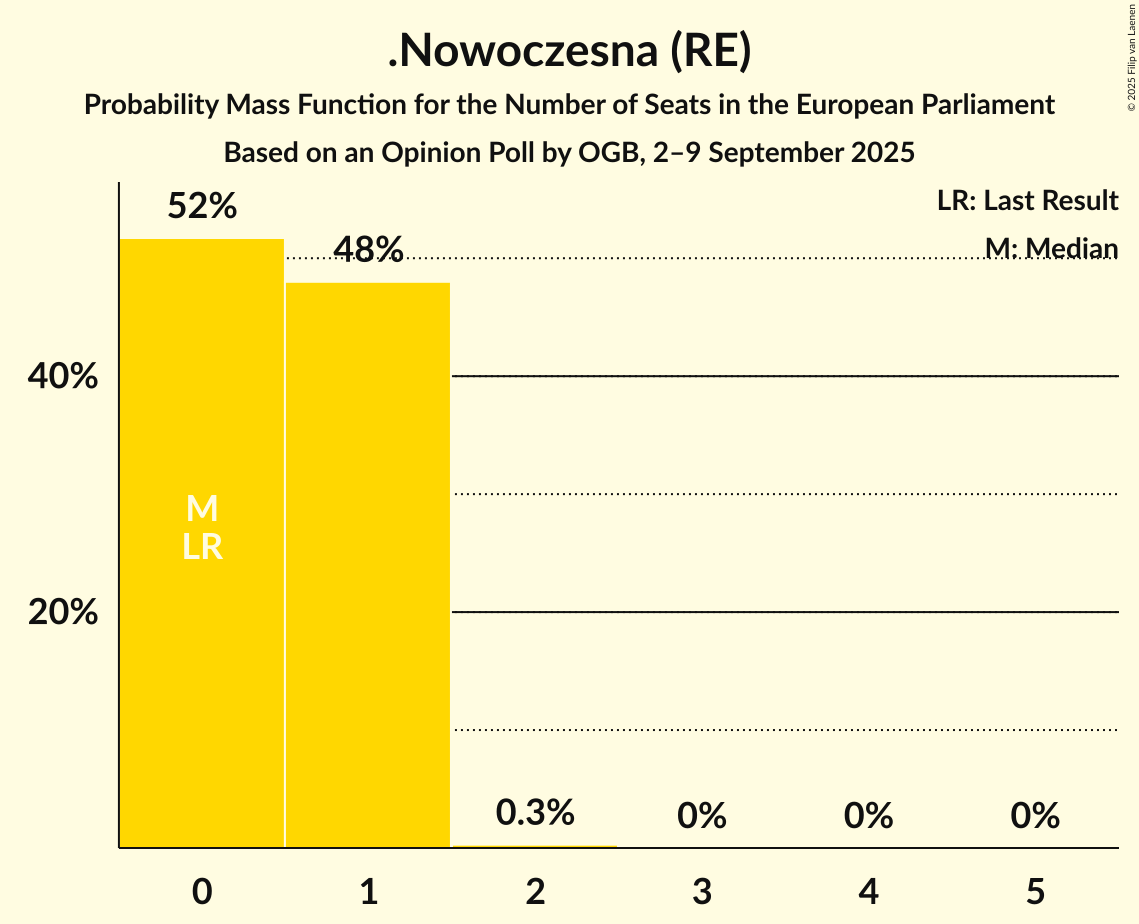 .Nowoczesna (RE)
Probability Mass Function for the Number of Seats in the European Parliament
Based on an Opinion Poll by OGB, 2–9 September 2025
© 2025 Filip van Laenen
LR: Last Result
M: Median
52%
48%
40%
M
LR
20%
0.3%
0%
0%
0%
0
1
2
3
4
5